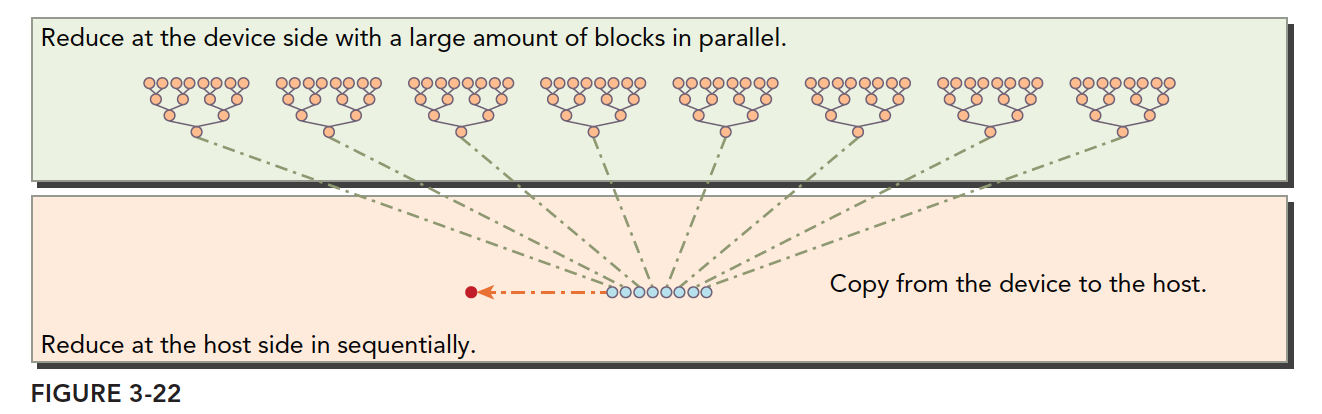 Reduce at the device side with a large amount of blocks in parallel.
Copy from the device to the host.
Reduce at the host side in sequentially.
FIGURE 3-22